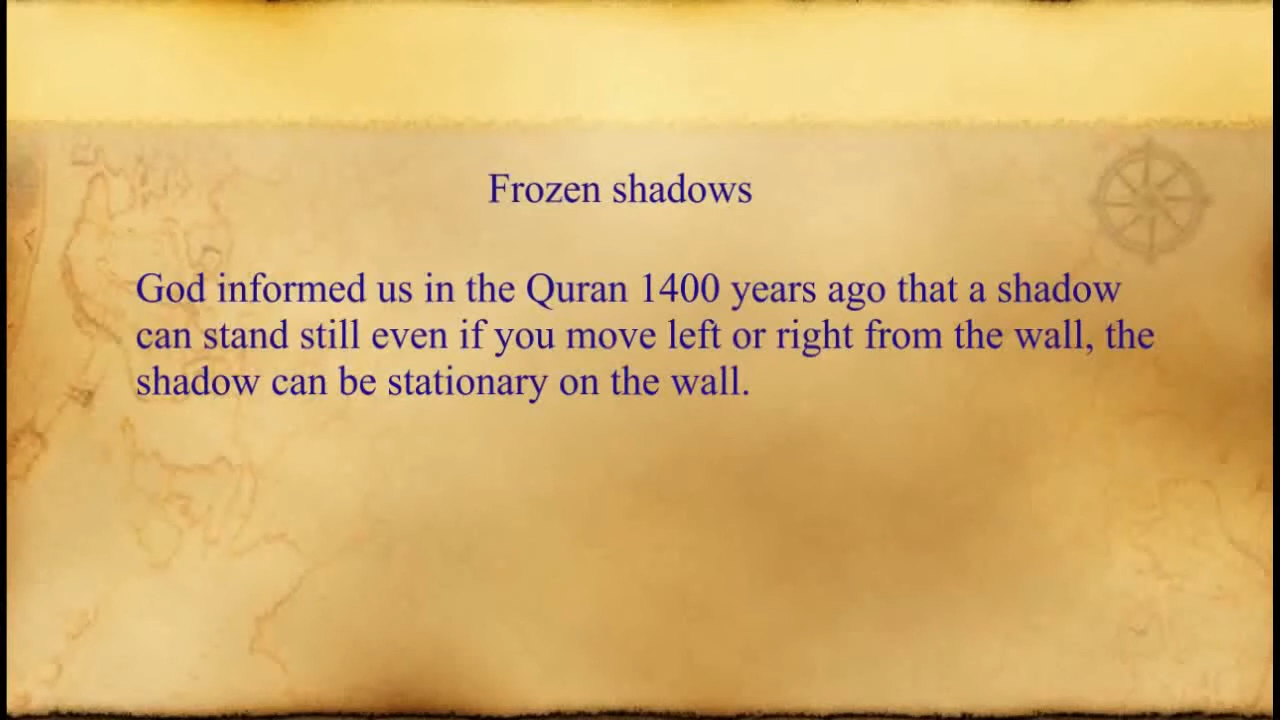 Frozen shadows
God informed us in the Quran 1400 years ago that a shadow
can stand still even if you move left or right from the wall, the
shadow can be stationary on the wall.